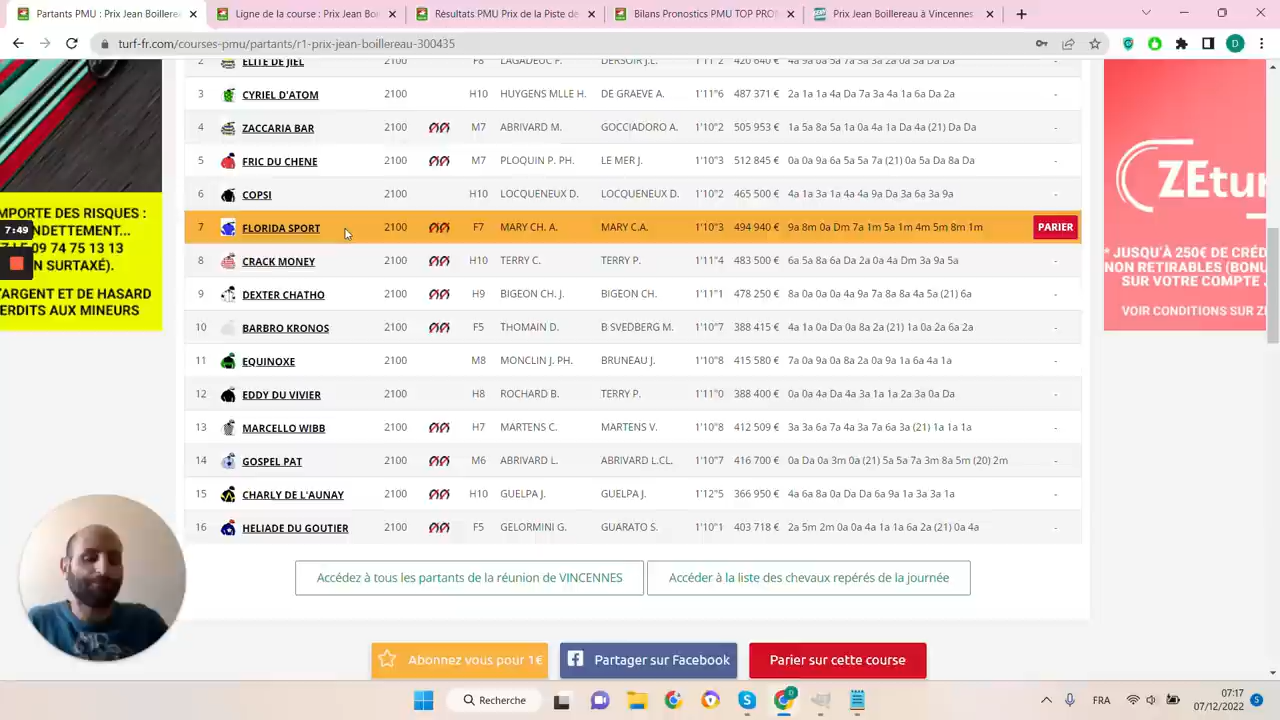 Partants PMU : Prix Jean Boillerea
Ligne de la course : Prix Jean Boi
Résultats PMU Prix de la Piste de
Bilans Pronostics PMU TOP PROI
Prix Jean Boillereau à Vincennes
turf-fr.com/courses-pmu/partants/r1-prix-jean-boillereau-300435
D
2 ELITE DE JIEL 2100 F8 LAGADEUC F. DERSOIR J.L. 1'11"2 420 640 €
3 CYRIEL D'ATOM 2100 H10 HUYGENS MLLE H. DE GRAEVE A. 1'11"6 487 371 € 2a 1a 1a 4a Da 7a 3a 4a 1a 6a Da 2a -
4 ZACCARIA BAR 2100 M7 ABRIVARD M. GOCCIADORO A. 1'10"2 505 953 € 1a 5a 8a 5a 1a 0a 4a 1a Da 4a (21) Da Da -
5 FRIC DU CHENE 2100 M7 PLOQUIN P. PH. LE MER J. 1'10"3 512 845 € 0a 0a 9a 6a 5a 5a 7a (21) 0a 5a Da 8a Da -
6 COPSI 2100 H10 LOCQUENEUX D. LOCQUENEUX D. 1'10"2 465 500 € 4a 1a 3a 1a 4a 4a 9a Da 3a 6a 3a 9a -
7 FLORIDA SPORT 2100 F7 MARY CH. A. MARY C.A. 1'10"3 494 940 € 9a 8m 0a Dm 7a 1m 5a 1m 4m 5m 8m 1m PARIER
8 CRACK MONEY 2100 H10 TERRY C. TERRY P. 1'11"4 483 500 € 6a 5a 8a 6a Da 2a 0a 4a Dm 3a 9a 5a -
9 DEXTER CHATHO 2100 H9 BIGEON CH. J. BIGEON CH. 1'11"1 478 250 € 8a 0a 0a 0a 4a 9a 7a 8a 8a 4a 5a (21) 6a -
10 BARBRO KRONOS 2100 F5 THOMAIN D. B SVEDBERG M. 1'10"7 388 415 € 4a 1a 0a Da 0a 8a 2a (21) 1a 0a 2a 6a 2a -
11 EQUINOXE 2100 M8 MONCLIN J. PH. BRUNEAU J. 1'10"8 415 580 € 7a 0a 9a 0a 8a 2a 0a 9a 1a 6a 4a 1a -
12 EDDY DU VIVIER 2100 H8 ROCHARD B. TERRY P. 1'11"0 388 400 € 0a 0a 4a Da 4a 3a 1a 1a 2a 3a 0a Da -
13 MARCELLO WIBB 2100 H7 MARTENS C. MARTENS V. 1'10"8 412 509 € 3a 3a 6a 7a 4a 3a 7a 6a 3a (21) 1a 1a 1a -
14 GOSPEL PAT 2100 M6 ABRIVARD L. ABRIVARD L.CL. 1'10"7 416 700 € 0a Da 0a 3m 0a (21) 5a 5a 7a 3m 8a 5m (20) 2m -
15 CHARLY DE L'AUNAY 2100 H10 GUELPA J. GUELPA J. 1'12"5 366 950 € 4a 6a 8a 0a Da Da 6a 9a 1a 3a 3a 1a -
16 HELIADE DU GOUTIER 2100 F5 GELORMINI G. GUARATO S. 1'10"1 403 718 € 2a 5m 2m 0a 0a 4a 1a 1a 6a 2a (21) 0a 4a -
MPORTE DES RISQUES :
NDETTEMENT...
7:49
09 74 75 13 13
N SURTAXÉ).
'ARGENT ET DE HASARD
ERDITS AUX MINEURS
ZEtur
* JUSQU'À 250€ DE CRÉD
NON RETIRABLES (BONU
SUR VOTRE COMPTE
VOIR CONDITIONS SUR ZE
Accédez à tous les partants de la réunion de VINCENNES
Accéder à la liste des chevaux repérés de la journée
Abonnez vous pour 1€
Partager sur Facebook
Parier sur cette course
Recherche
FRA
07:17
07/12/2022
5